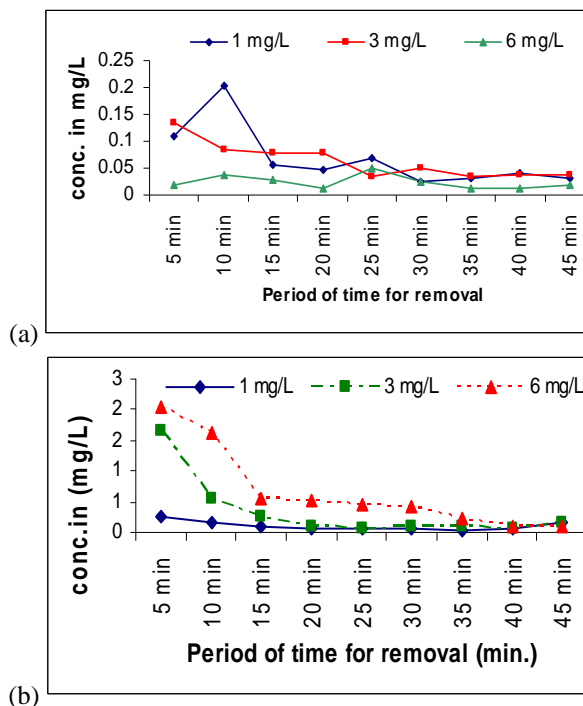 1 mg/L 3 mg/L 6 mg/L
0.25
0.2
0.15
0.1
0.05
0
conc. in mg/L
5 min
10 min
15 min
20 min
25 min
30 min
35 min
40 min
45 min
Period of time for removal
(a)
1 mg/L 3 mg/L 6 mg/L
3
2
2
1
1
0
conc.in (mg/L)
5 min
10 min
15 min
20 min
25 min
30 min
35 min
40 min
45 min
Period of time for removal (min.)
(b)